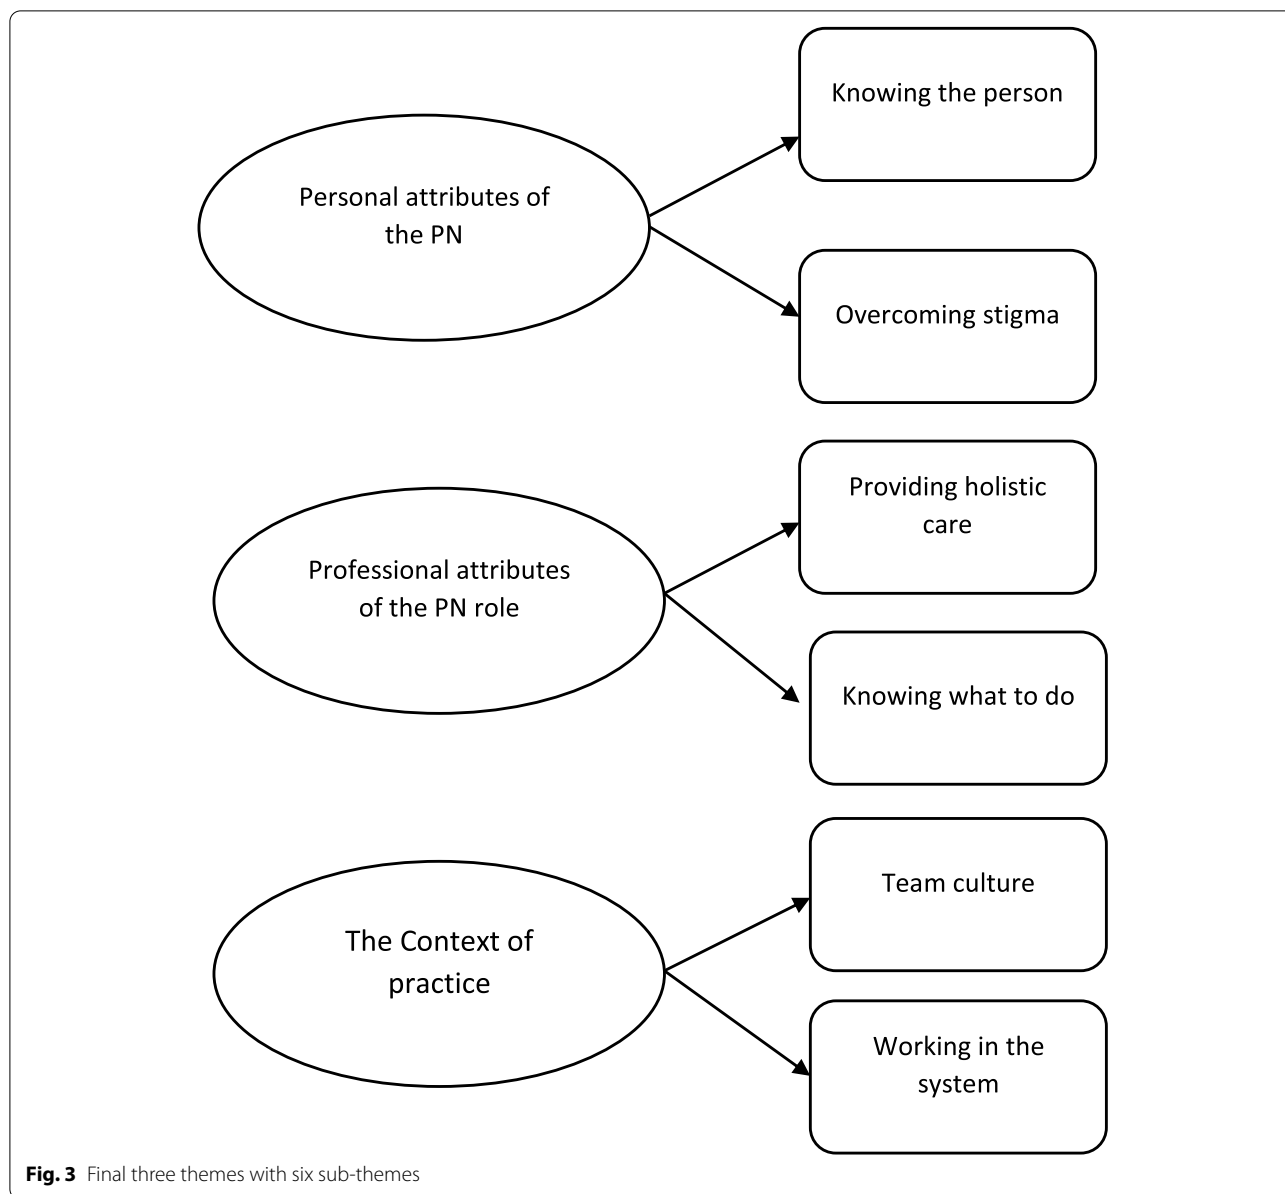 Knowing the person
Personal attributes of
the PN
Overcoming stigma
Providing holistic
care
Professional attributes
of the PN role
Knowing what to do
Team culture
The Context of
practice
Working in the
system
Fig. 3 Final three themes with six sub-themes